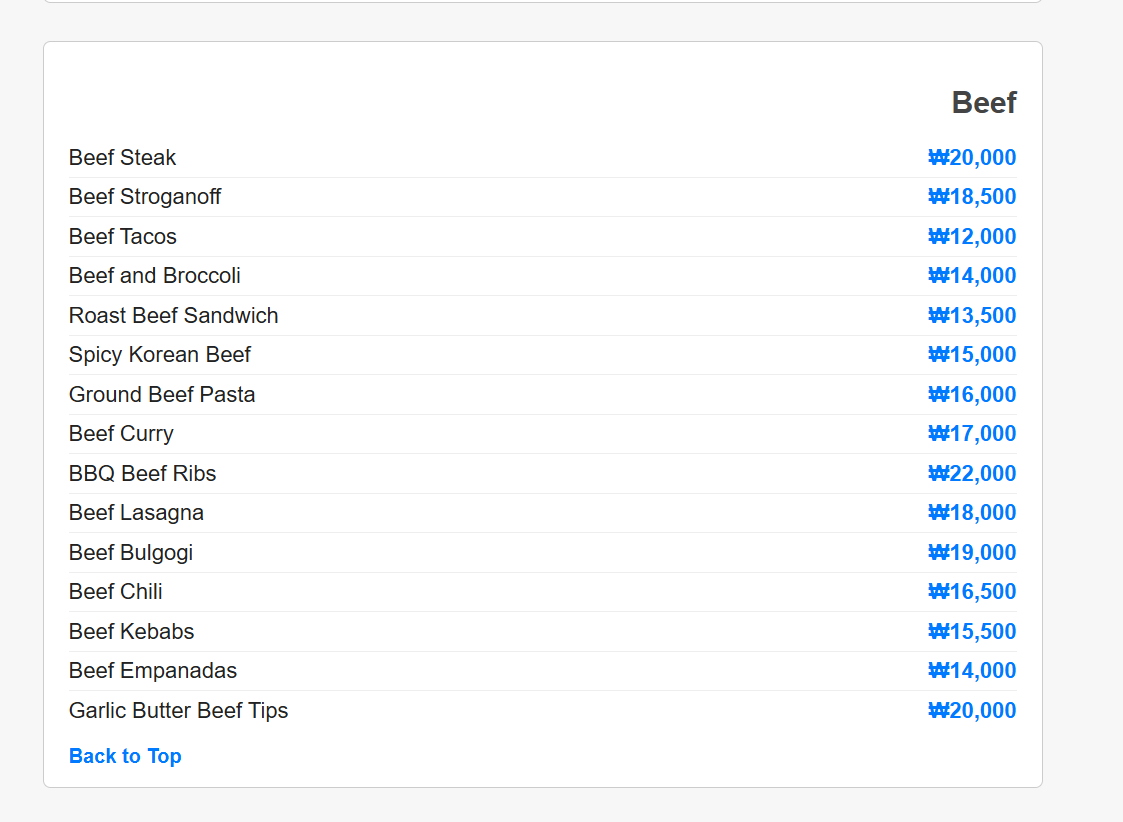 Beef
Beef Steak ₩20,000
Beef Stroganoff ₩18,500
Beef Tacos ₩12,000
Beef and Broccoli ₩14,000
Roast Beef Sandwich ₩13,500
Spicy Korean Beef ₩15,000
Ground Beef Pasta ₩16,000
Beef Curry ₩17,000
BBQ Beef Ribs ₩22,000
Beef Lasagna ₩18,000
Beef Bulgogi ₩19,000
Beef Chili ₩16,500
Beef Kebabs ₩15,500
Beef Empanadas ₩14,000
Garlic Butter Beef Tips ₩20,000
Back to Top